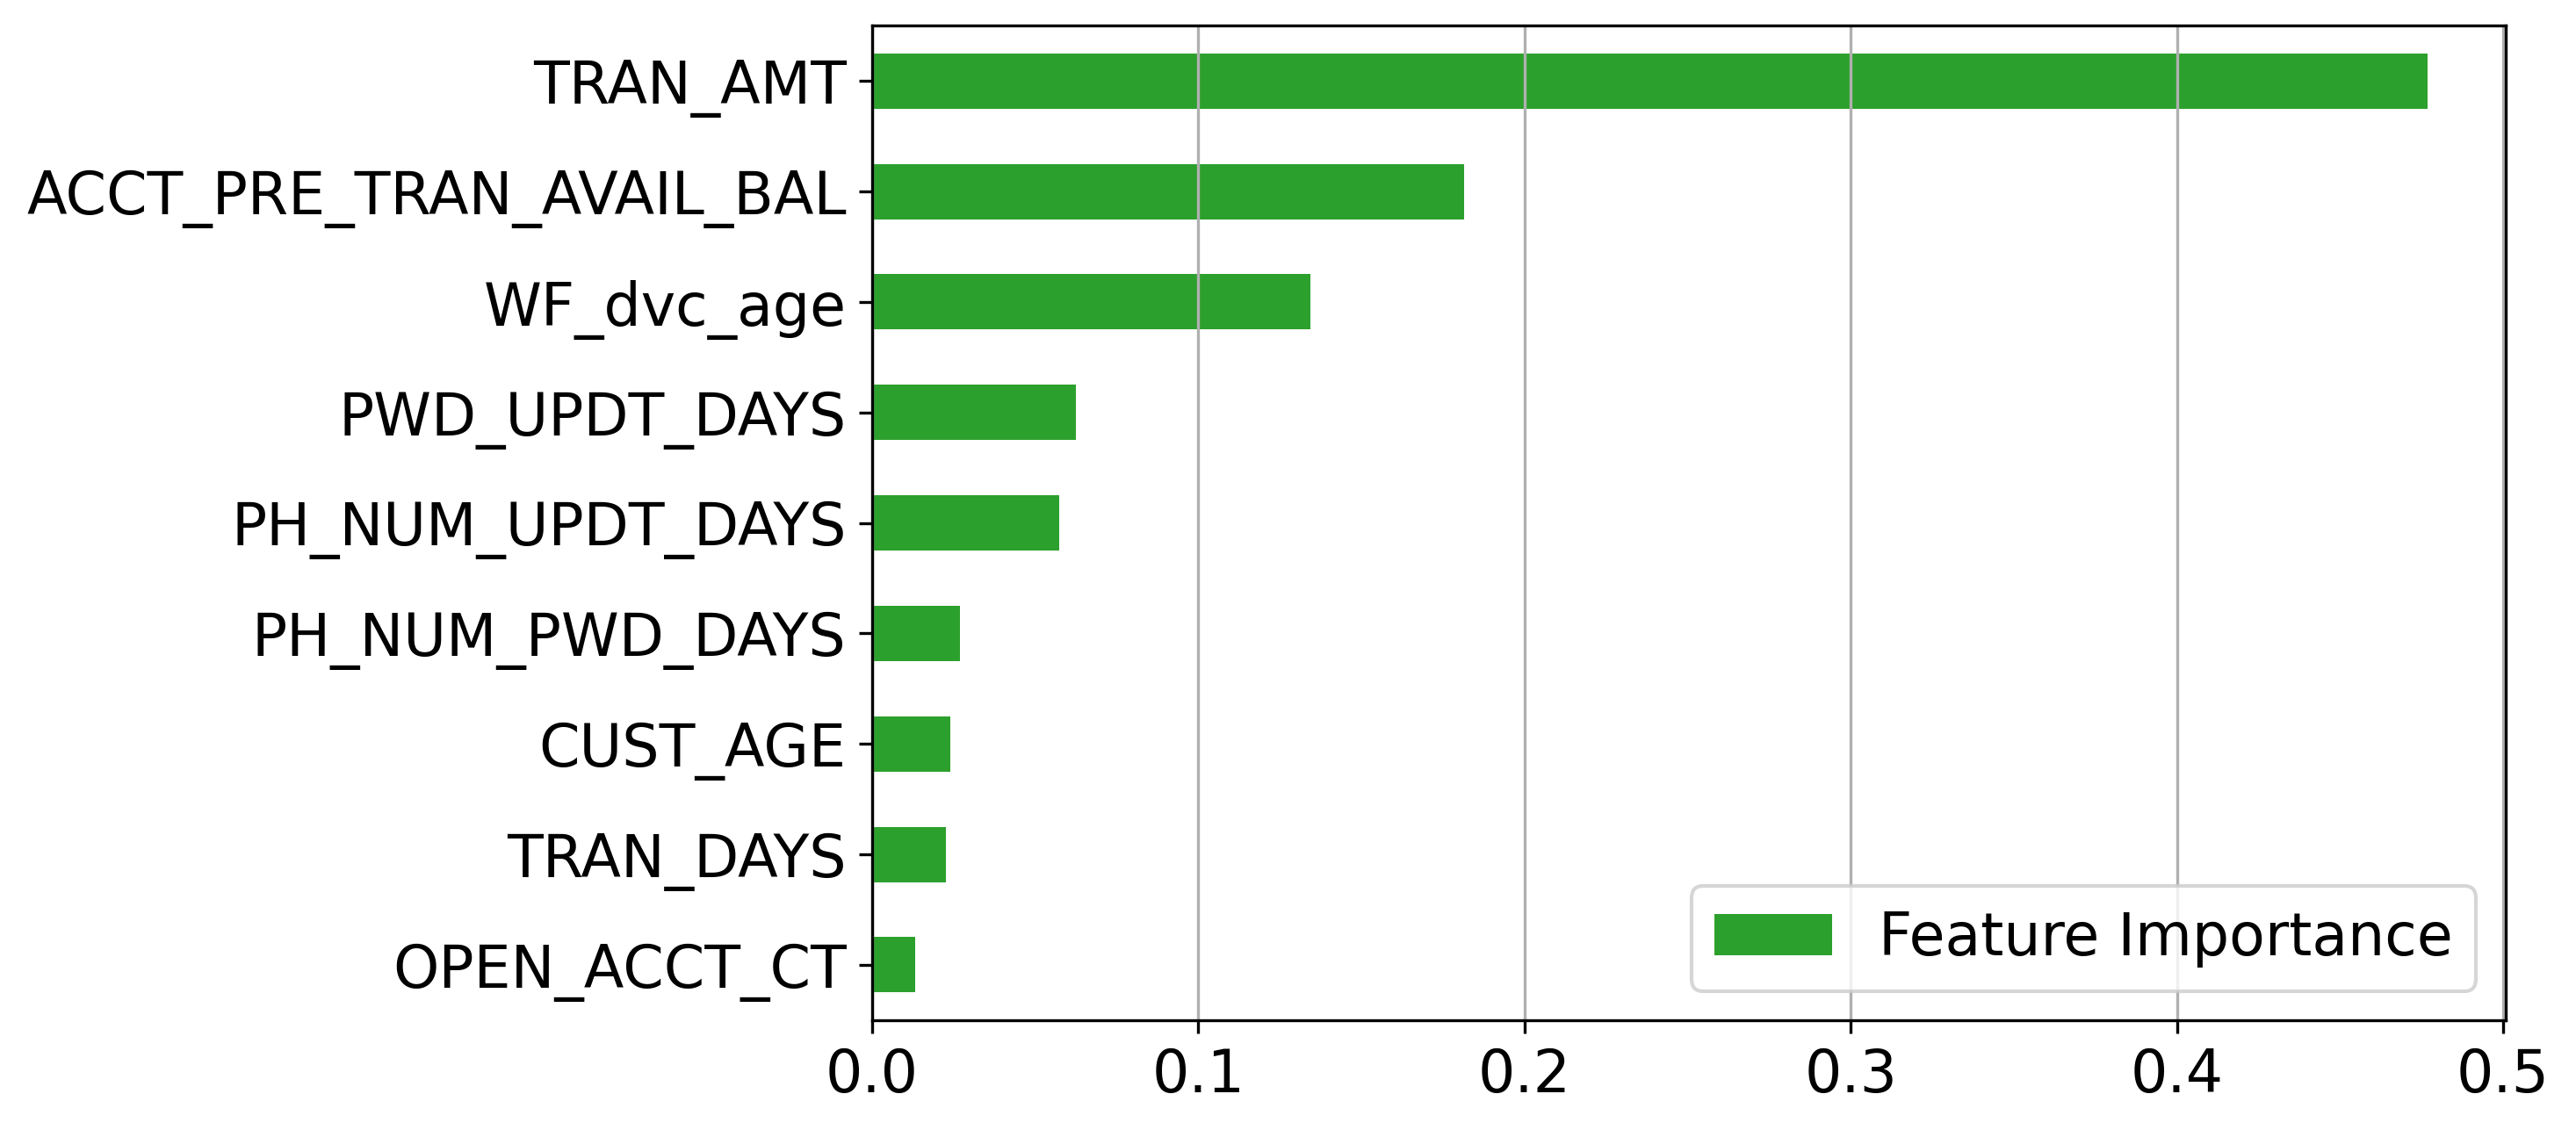 TRAN_AMT
ACCT_PRE_TRAN_AVAIL_BAL
WF_dvc_age
PWD_UPDT_DAYS
PH_NUM_UPDT_DAYS
PH_NUM_PWD_DAYS
CUST_AGE
TRAN_DAYS
OPEN_ACCT_CT
Feature Importance
0.0 0.1 0.2 0.3 0.4 0.5